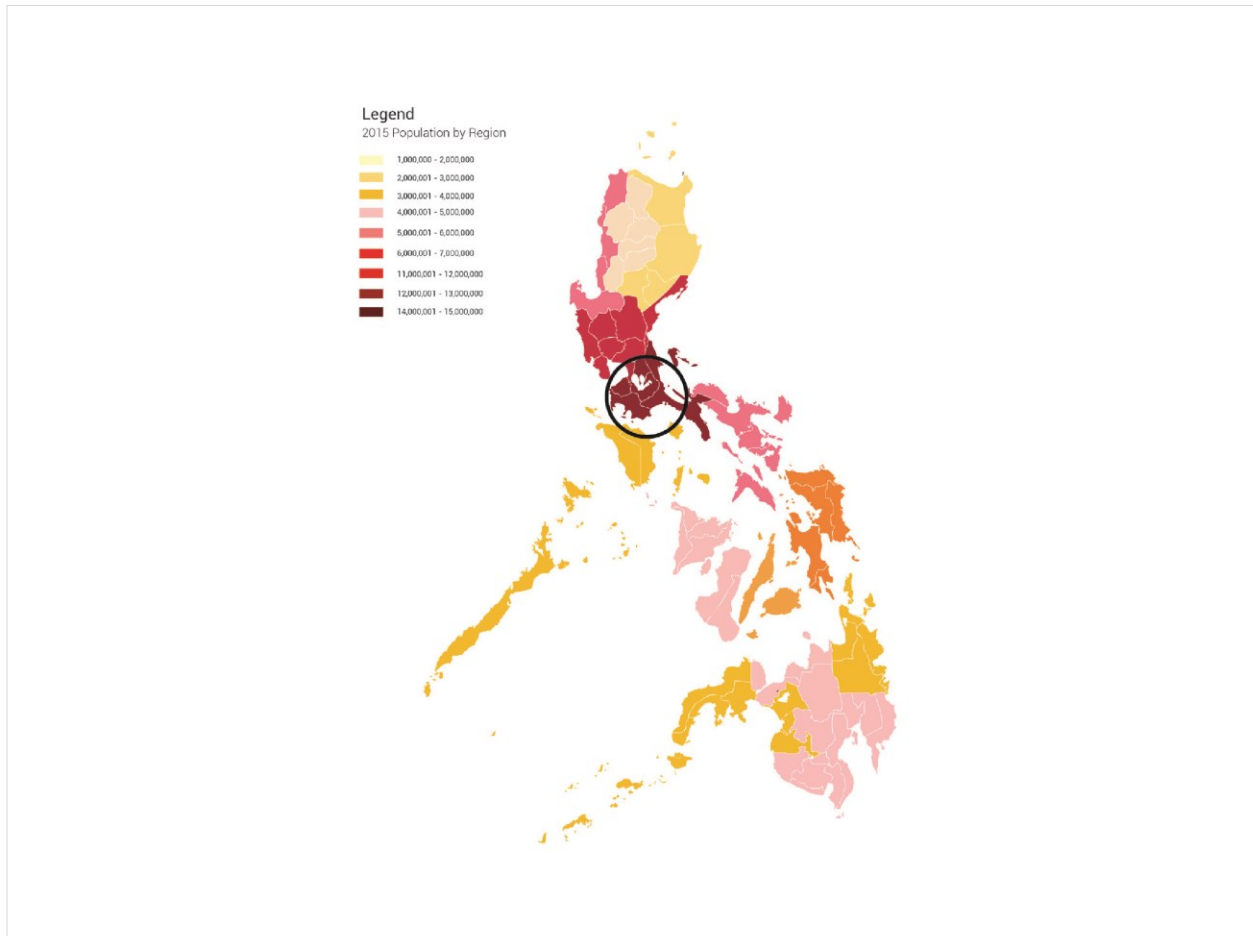 Legend
2015 Population by Region
1,000,000 - 2,000,000
2,000,001 - 3,000,000
3,000,001 - 4,000,000
4,000,001 - 5,000,000
5,000,001 - 6,000,000
6,000,001 - 7,000,000
11,000,001 - 12,000,000
12,000,001 - 13,000,000
14,000,001 - 15,000,000